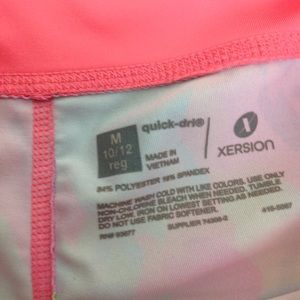 M
10/12
reg
quick-dri®
MADE IN
VIETNAM
XERSION
84% POLYESTER 16% SPANDEX
MACHINE WASH COLD WITH LIKE COLORS. USE ONLY
NON-CHLORINE BLEACH WHEN NEEDED. TUMBLE
DRY LOW. IRON ON LOWEST SETTING AS NEEDED.
DO NOT USE FABRIC SOFTENER.
RN# 93677